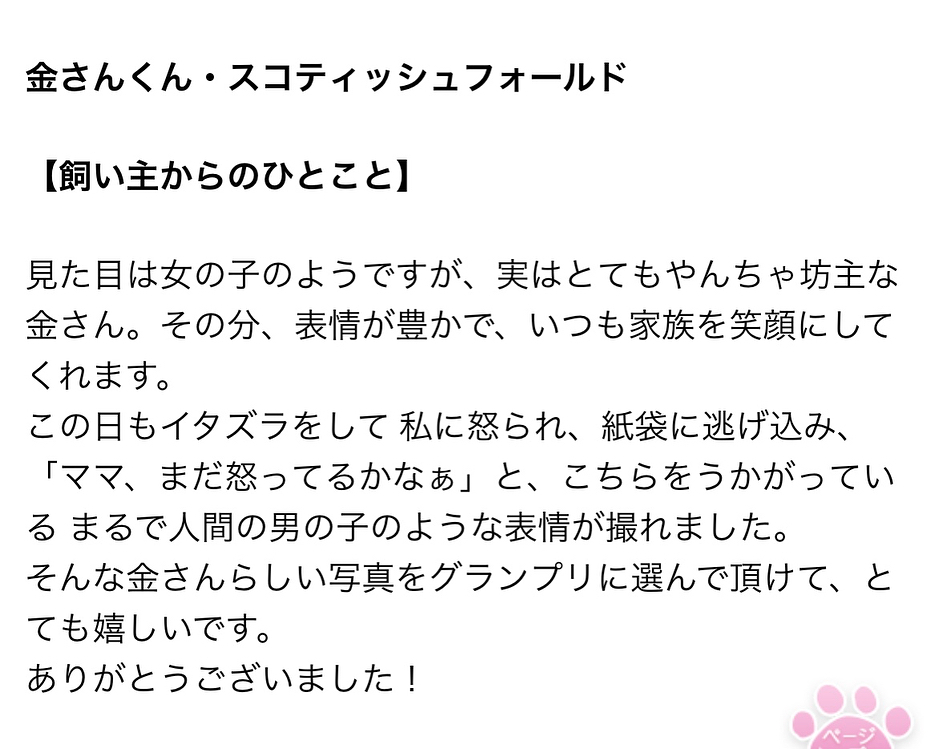 金さんくん・スコティッシュフォールド
【飼い主からのひとこと】
見た目は女の子のようですが、実はとてもやんちゃ坊主な
金さん。その分、表情が豊かで、いつも家族を笑顔にして
くれます。
この日もイタズラをして 私に怒られ、紙袋に逃げ込み、
「ママ、まだ怒ってるかなぁ」と、こちらをうかがってい
る まるで人間の男の子のような表情が撮れました。
そんな金さんらしい写真をグランプリに選んで頂けて、と
ても嬉しいです。
ありがとうございました！
ページ